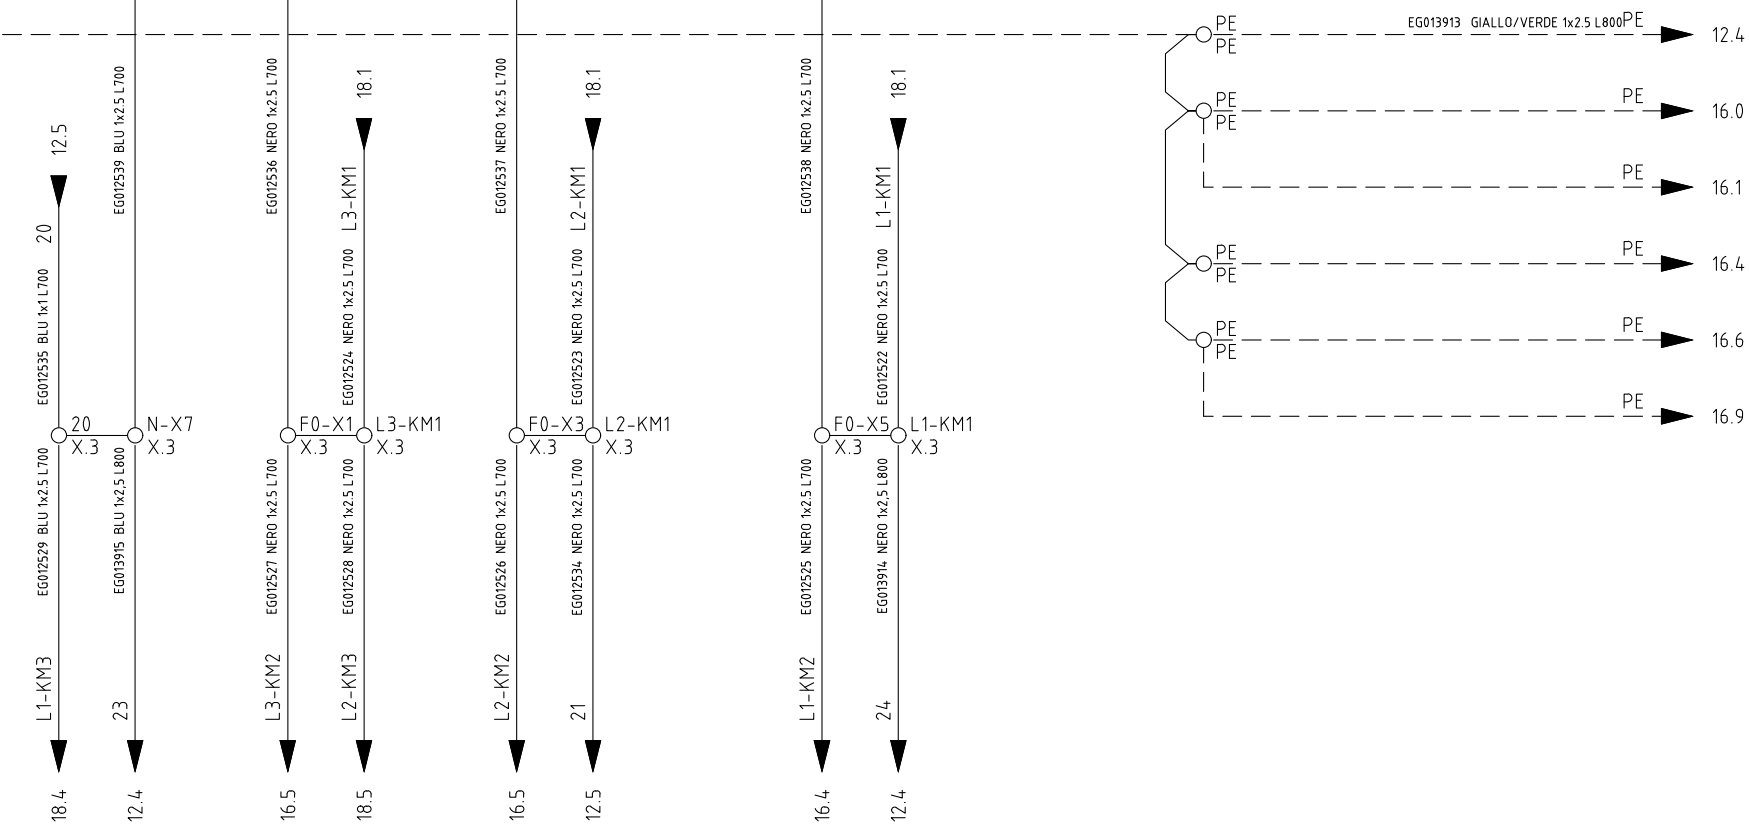 EG013913 GIALLO/VERDE 1x2.5 L800
PE
12.4
PE
PE
PE
16.0
PE
PE
PE
16.1
PE
16.4
PE
PE
PE
16.6
PE
PE
PE
16.9
12.5
20
EG012535 BLU 1x1 L700
EG012539 BLU 1x2.5 L700
20
X.3
N-X7
X.3
EG012529 BLU 1x2.5 L700
EG013915 BLU 1x2,5 L800
L1-KM3
23
18.4
12.4
EG012536 NERO 1x2.5 L700
18.1
L3-KM1
EG012524 NERO 1x2.5 L700
F0-X1
X.3
L3-KM1
X.3
EG012527 NERO 1x2.5 L700
EG012528 NERO 1x2.5 L700
L3-KM2
L2-KM3
16.5
18.5
EG012537 NERO 1x2.5 L700
18.1
L2-KM1
EG012523 NERO 1x2.5 L700
F0-X3
X.3
L2-KM1
X.3
EG012526 NERO 1x2.5 L700
EG012534 NERO 1x2.5 L700
L2-KM2
21
16.5
12.5
EG012538 NERO 1x2.5 L700
18.1
L1-KM1
EG012522 NERO 1x2.5 L700
F0-X5
X.3
L1-KM1
X.3
EG012525 NERO 1x2.5 L700
EG013914 NERO 1x2,5 L800
L1-KM2
24
16.4
12.4